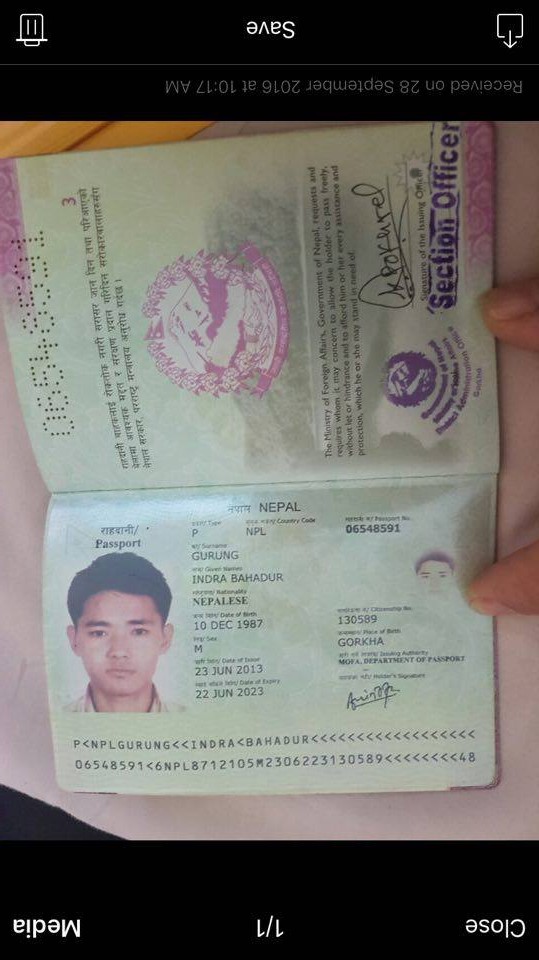 Close
1/1
Media
राहदानी/
Passport
नेपाल NEPAL
Type
P
Country Code
NPL
Passport No.
06548591
Surname
GURUNG
Given Names
INDRA BAHADUR
Nationality
NEPALESE
Date of Birth
10 DEC 1987
Citizenship No.
130589
Sex
M
Place of Birth
GORKHA
Date of Issue
23 JUN 2013
Issuing Authority
MOFA, DEPARTMENT OF PASSPORT
Date of Expiry
22 JUN 2023
Holder's Signature
P<NPLGURUNG<<INDRA<BAHADUR<<<<<<<<<<<<<<<<<<
06548591<6NPL8712105M2306223130589<<<<<<<<48
3
The Ministry of Foreign Affairs, Government of Nepal, requests and
requires whom it may concern to allow the holder to pass freely,
without let or hindrance and to afford him or her every assistance and
protection, which he or she may stand in need of.
Signature of the Issuing Officer
Section Officer
Received on 28 September 2016 at 10:17 AM
Save